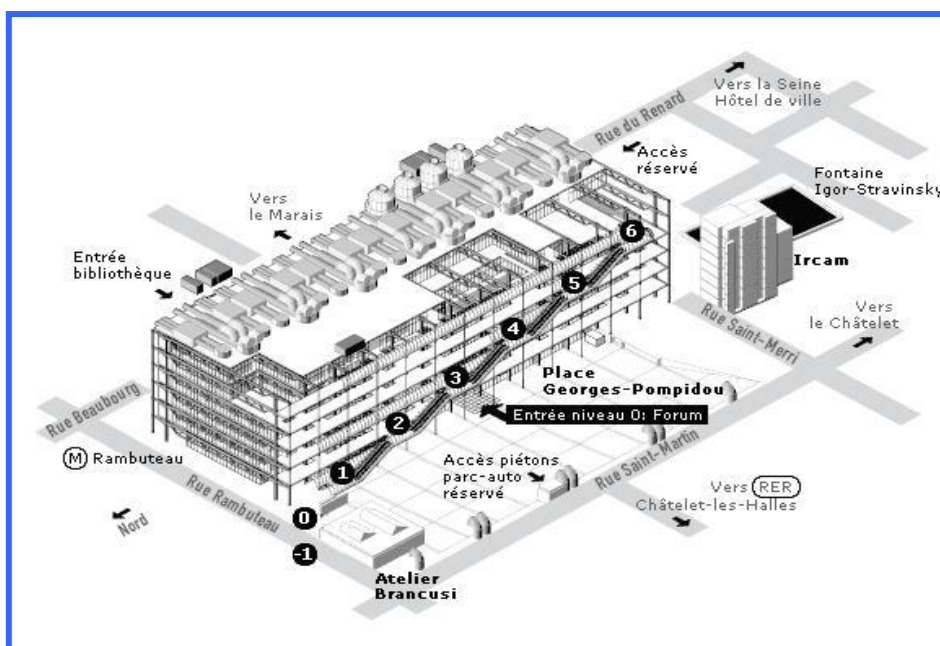 Vers la Seine
Hôtel de ville
Rue du Renard
Accès
réservé
Fontaine
Igor-Stravinsky
Vers
le Marais
6
Entrée
bibliothèque
Ircam
5
Vers
le Châtelet
4
Rue Saint-Merri
Place
Georges-Pompidou
3
Entrée niveau 0: Forum
Rue Beaubourg
2
M Rambuteau
1
Accès piétons
parc-auto
réservé
Rue Saint-Martin
Vers RER
Châtelet-les-Halles
Rue Rambuteau
Nord
0
-1
Atelier
Brancusi